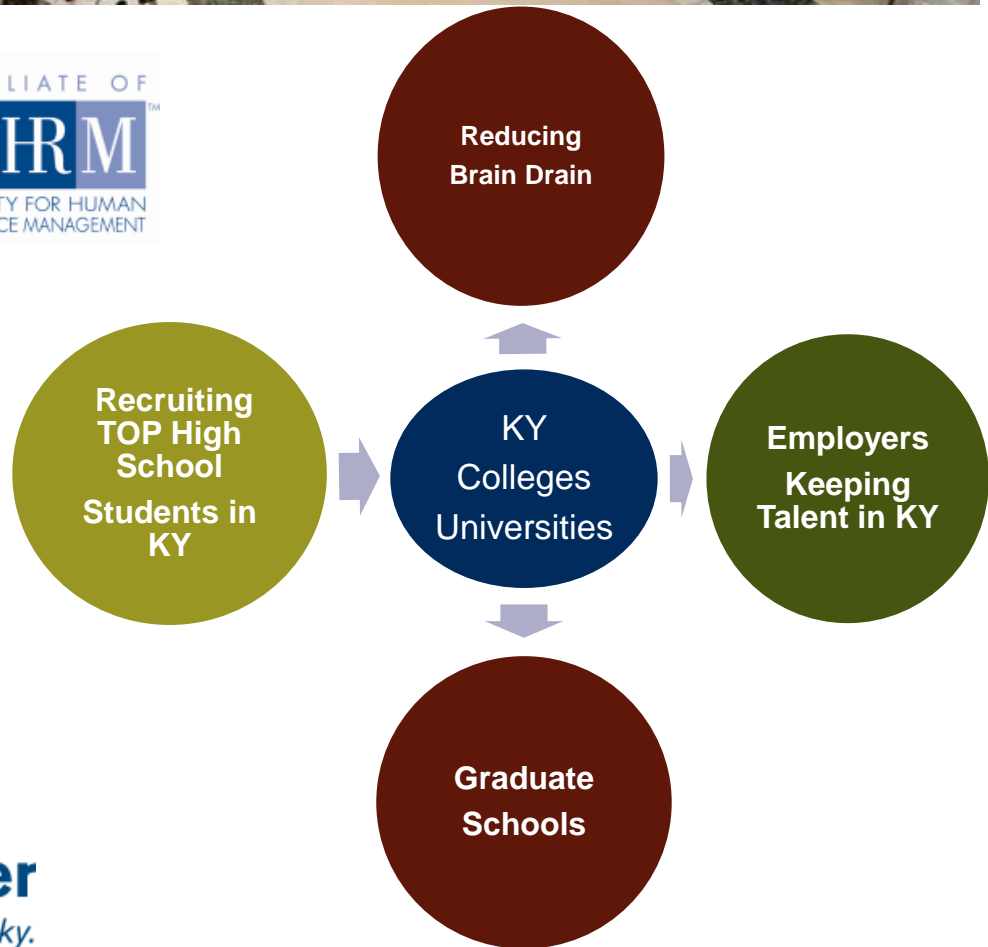 LIATE OF
HRM
TM
TY FOR HUMAN
CE MANAGEMENT
Reducing
Brain Drain
Recruiting
TOP High
School
Students in
KY
KY
Colleges
Universities
Employers
Keeping
Talent in KY
Graduate
Schools
er
ky.